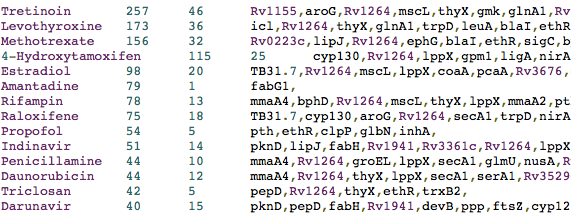 Tretinoin 257 46 Rv1155,aroG,Rv1264,mscL,thyX,gmk,glnA1,Rv
Levothyroxine 173 36 icl,Rv1264,thyX,glnA1,trpD,leuA,blaI,ethR
Methotrexate 156 32 Rv0223c,lipJ,Rv1264,ephG,blaI,ethR,sigC,b
4-Hydroxytamoxifen 115 25 cyp130,Rv1264,lppX,gpm1,ligA,nirA
Estradiol 98 20 TB31.7,Rv1264,mscL,lppX,coaA,pcaA,Rv3676,
Amantadine 79 1 fabG1,
Rifampin 78 13 mmaA4,bphD,Rv1264,mscL,thyX,lppX,mmaA2,pt
Raloxifene 75 18 TB31.7,cyp130,aroG,Rv1264,secA1,trpD,nirA
Propofol 54 5 pth,ethR,clpP,glbN,inhA,
Indinavir 51 14 pknD,lipJ,fabH,Rv1941,Rv3361c,Rv1264,lppX
Penicillamine 44 10 mmaA4,Rv1264,groEL,lppX,secA1,glmU,nusA,R
Daunorubicin 44 12 mmaA4,Rv1264,thyX,lppX,secA1,serA1,Rv3529
Triclosan 42 5 pepD,Rv1264,thyX,ethR,trxB2,
Darunavir 40 15 pknD,pepD,fabH,Rv1941,devB,ppp,ftsZ,cyp12